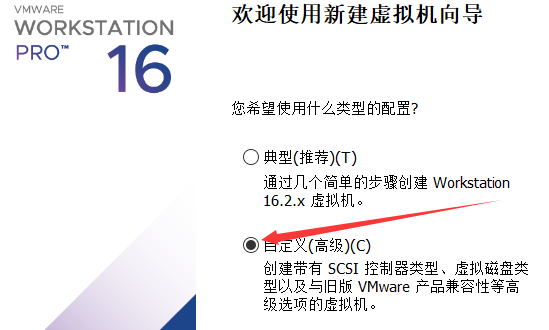 VMWARE
WORKSTATION
PRO™
16
欢迎使用新建虚拟机向导
您希望使用什么类型的配置?
典型(推荐)(T)
通过几个简单的步骤创建 Workstation
16.2.x 虚拟机。
自定义(高级)(C)
创建带有 SCSI 控制器类型、虚拟磁盘类
型以及与旧版 VMware 产品兼容性等高
级选项的虚拟机。